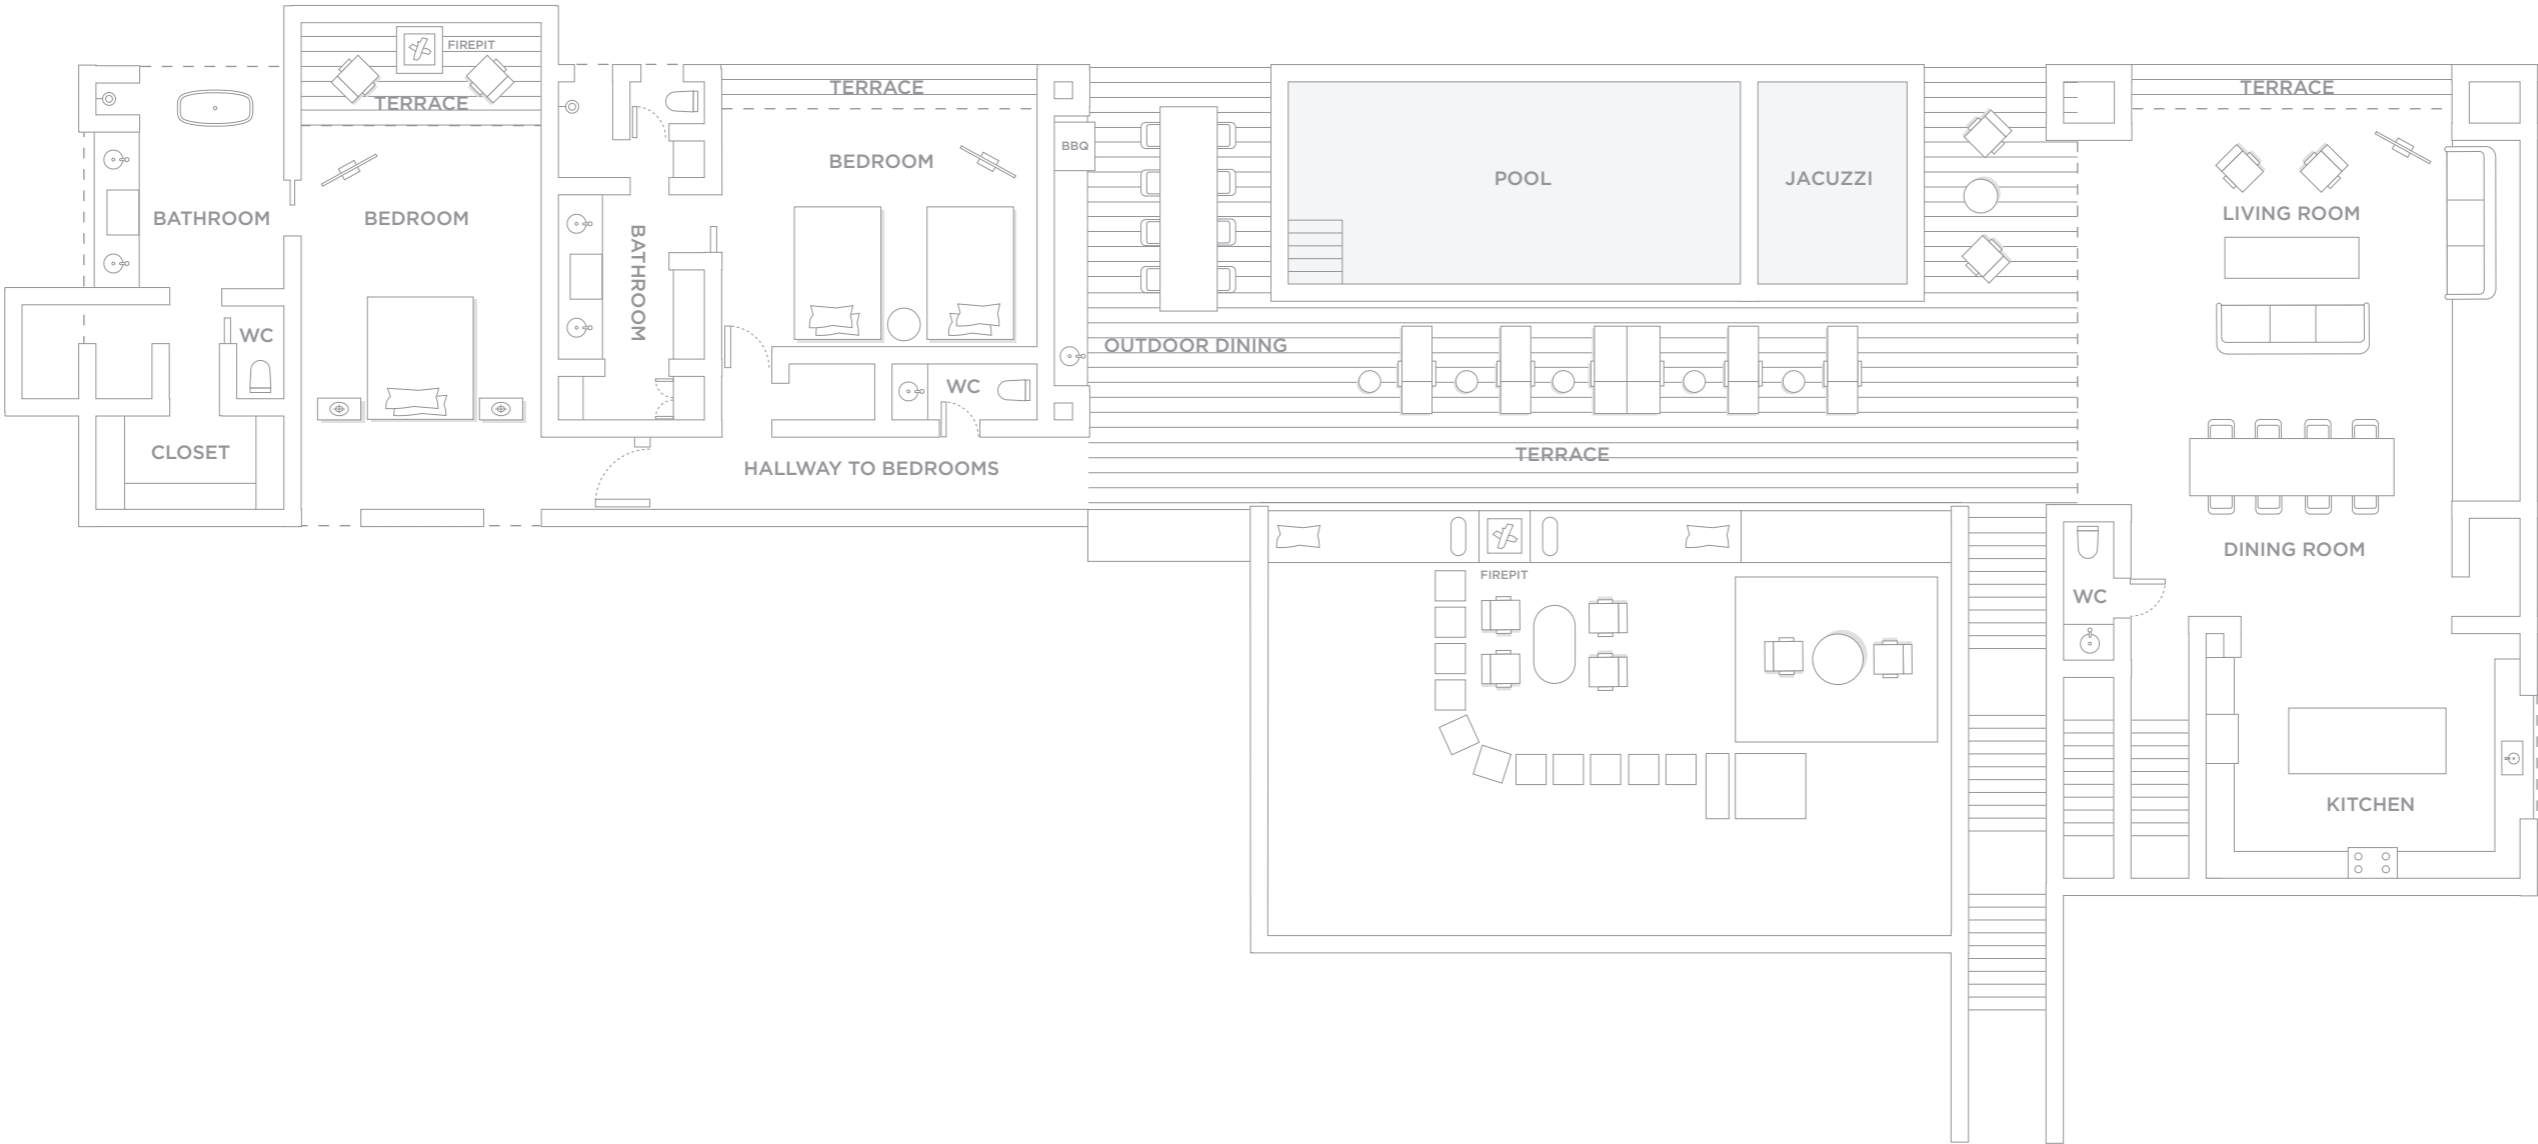 FIREPIT
TERRACE
TERRACE
TERRACE
BBQ
BEDROOM
POOL
JACUZZI
BATHROOM
BEDROOM
LIVING ROOM
BATHROOM
WC
OUTDOOR DINING
WC
CLOSET
HALLWAY TO BEDROOMS
TERRACE
DINING ROOM
FIREPIT
WC
KITCHEN